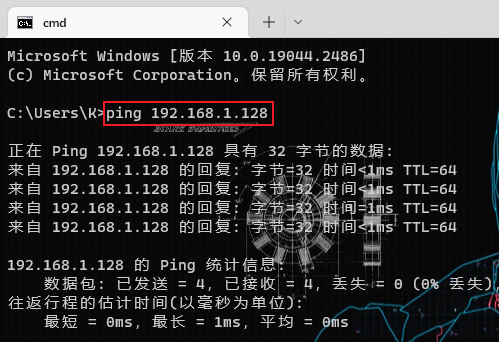 cmd
Microsoft Windows [版本 10.0.19044.2486]
(c) Microsoft Corporation。保留所有权利。
C:\Users\K>ping 192.168.1.128
STARK INDUSTRIES
正在 Ping 192.168.1.128 具有 32 字节的数据:
来自 192.168.1.128 的回复: 字节=32 时间<1ms TTL=64
来自 192.168.1.128 的回复: 字节=32 时间<1ms TTL=64
来自 192.168.1.128 的回复: 字节=32 时间=1ms TTL=64
来自 192.168.1.128 的回复: 字节=32 时间<1ms TTL=64
192.168.1.128 的 Ping 统计信息:
数据包: 已发送 = 4，已接收 = 4，丢失 = 0 (0% 丢失)，
往返行程的估计时间(以毫秒为单位):
最短 = 0ms，最长 = 1ms，平均 = 0ms